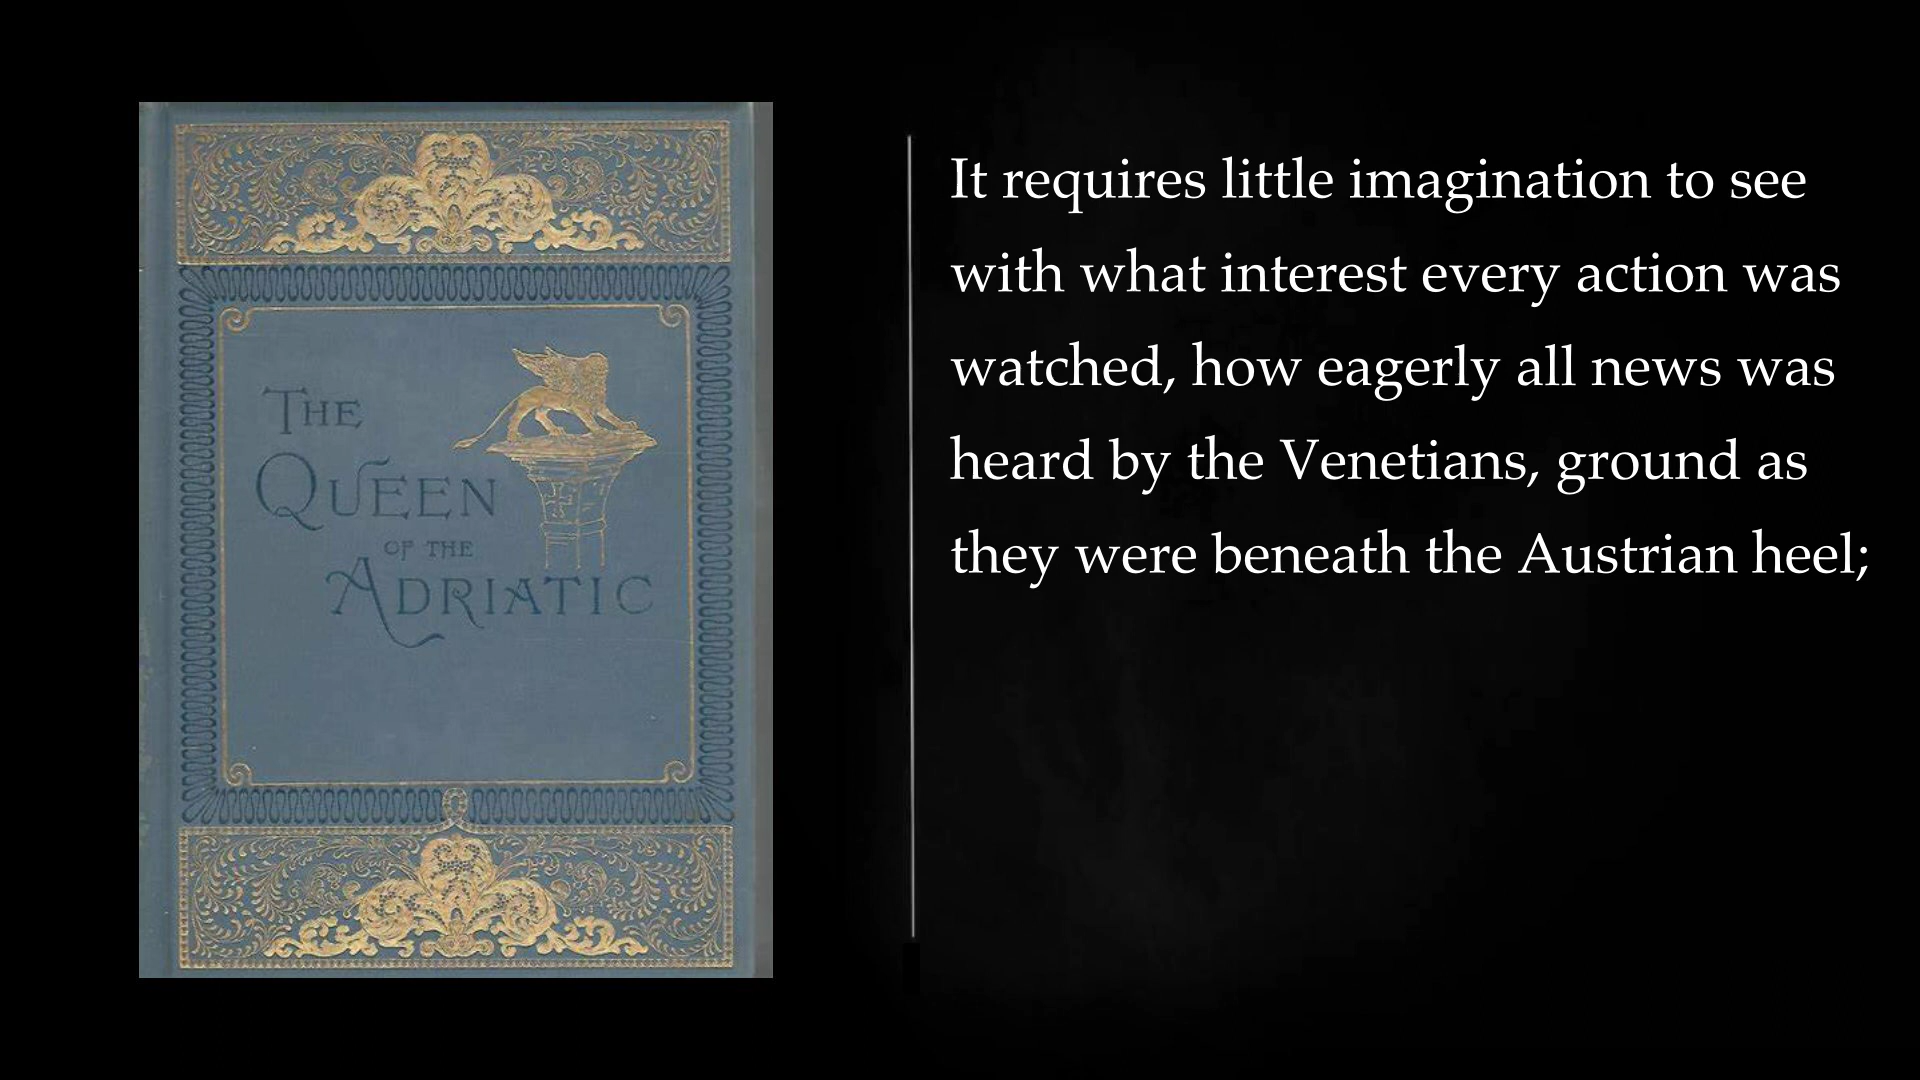 THE
QUEEN
OF THE
ADRIATIC
It requires little imagination to see
with what interest every action was
watched, how eagerly all news was
heard by the Venetians, ground as
they were beneath the Austrian heel;